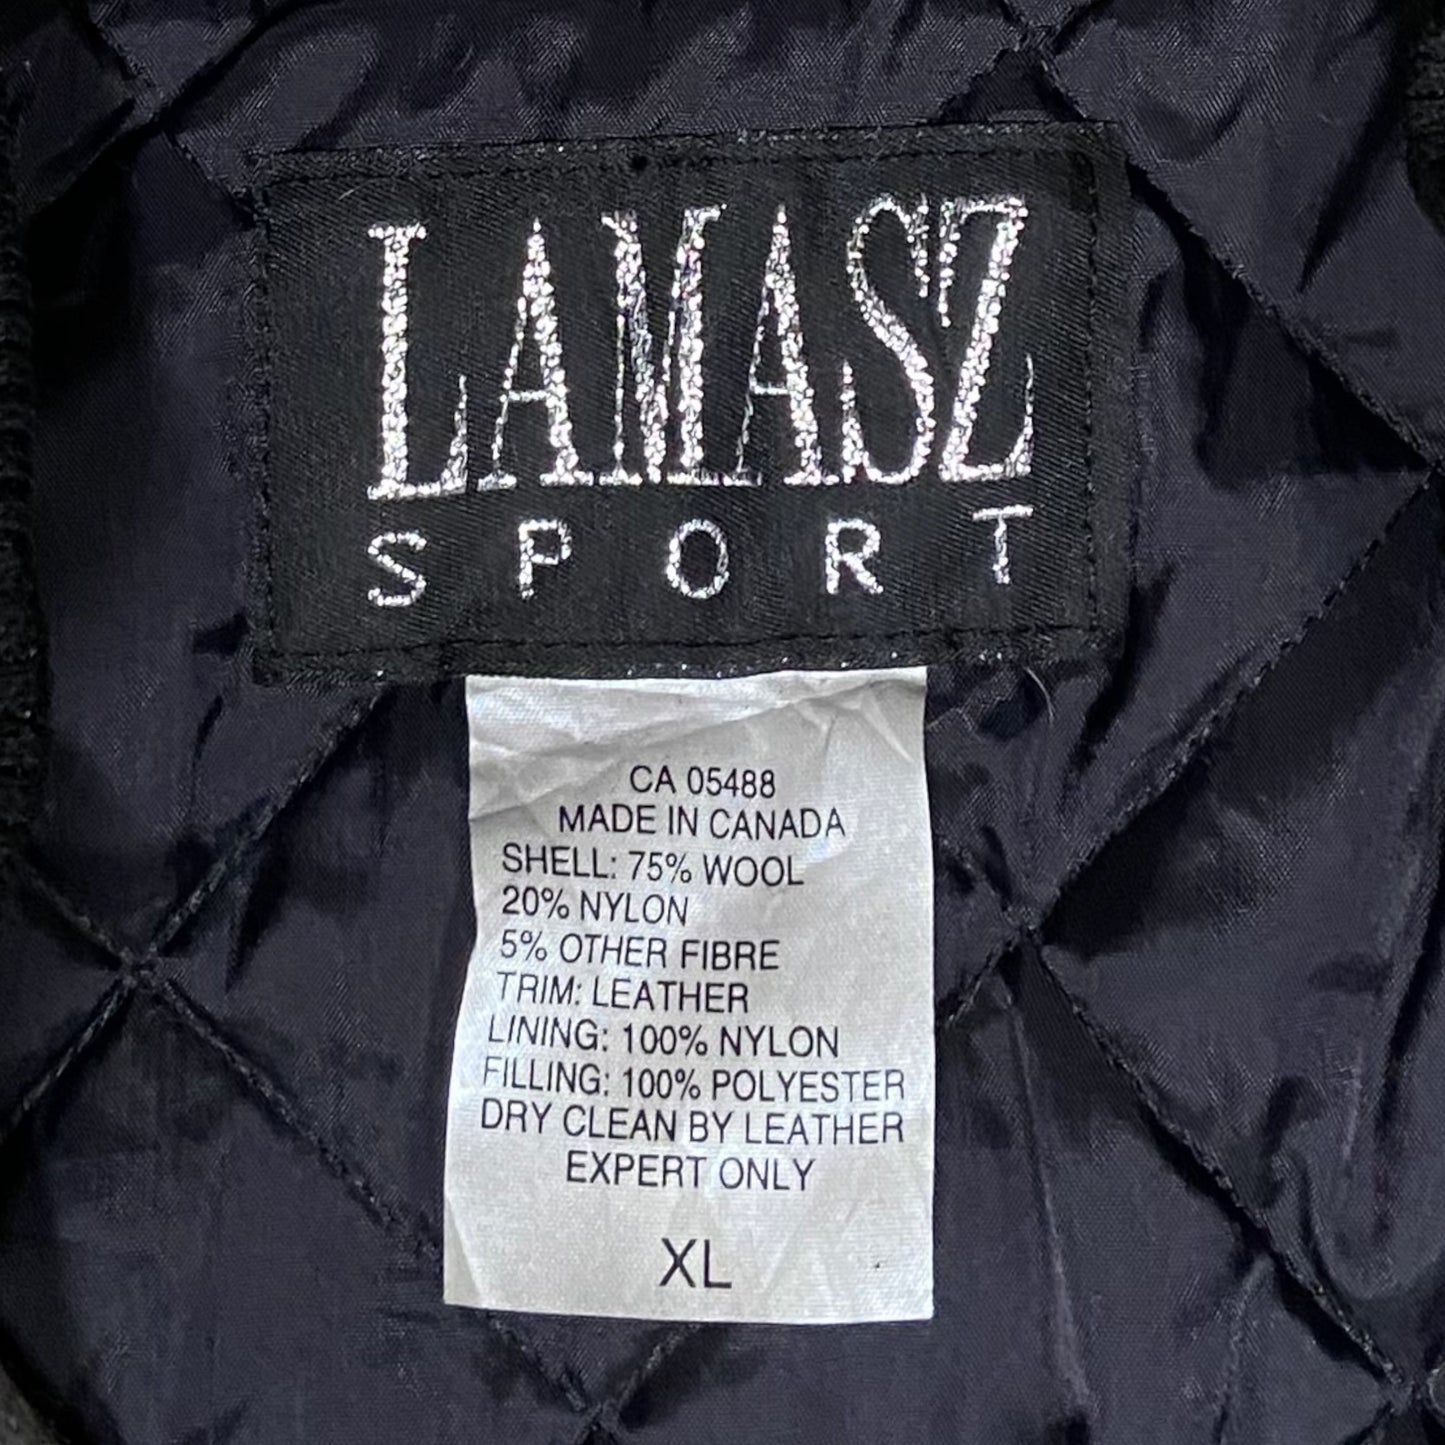 LAMASZ
SPORT
CA 05488
MADE IN CANADA
SHELL: 75% WOOL
20% NYLON
5% OTHER FIBRE
TRIM: LEATHER
LINING: 100% NYLON
FILLING: 100% POLYESTER
DRY CLEAN BY LEATHER
EXPERT ONLY
XL